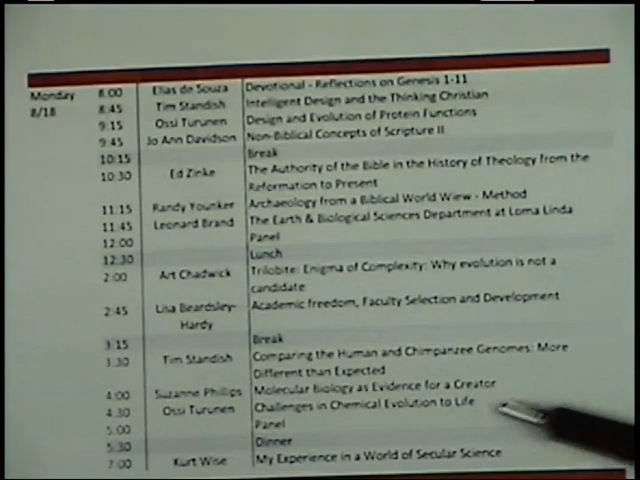 Monday 8:00 Elias de Souza Devotional - Reflections on Genesis 1-11
8/18 8:45 Tim Standish Intelligent Design and the Thinking Christian
9:15 Ossi Turunen Design and Evolution of Protein Functions
9:45 Jo Ann Davidson Non-Biblical Concepts of Scripture II
10:15 Break
10:30 Ed Zinke The Authority of the Bible in the History of Theology from the
Reformation to Present
11:15 Randy Younker Archaeology from a Biblical World Wiew - Method
11:45 Leonard Brand The Earth & Biological Sciences Department at Loma Linda
12:00 Panel
12:30 Lunch
2:00 Art Chadwick Trilobite: Enigma of Complexity: Why evolution is not a
candidate
2:45 Lisa Beardsley- Academic freedom, Faculty Selection and Development
Hardy
3:15 Break
3:30 Tim Standish Comparing the Human and Chimpanzee Genomes: More
Different than Expected
4:00 Suzanne Phillips Molecular Biology as Evidence for a Creator
4:30 Ossi Turunen Challenges in Chemical Evolution to Life
5:00 Panel
5:30 Dinner
7:00 Kurt Wise My Experience in a World of Secular Science